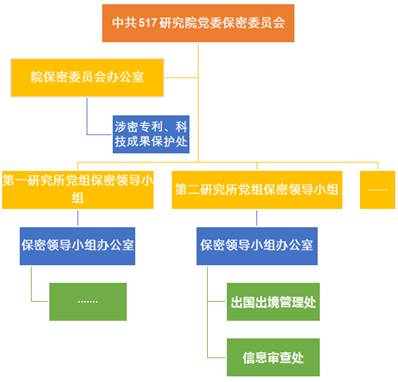 中共517研究院党委保密委员会
院保密委员会办公室
涉密专利、科
技成果保护处
第一研究所党组保密领导小
组
第二研究所党组保密领导小组
……
保密领导小组办公室
保密领导小组办公室
…….
出国出境管理处
信息审查处